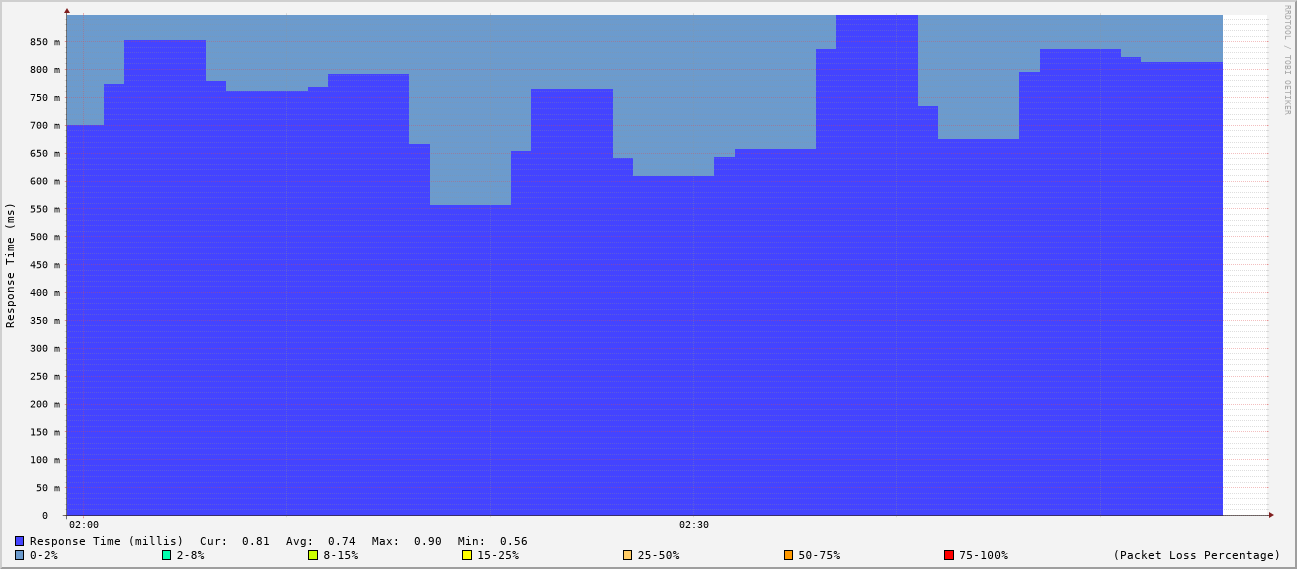 RRDTOOL / TOBI OETIKER
Response Time (ms)
850 m
800 m
750 m
700 m
650 m
600 m
550 m
500 m
450 m
400 m
350 m
300 m
250 m
200 m
150 m
100 m
50 m
0
02:00 02:30
Response Time (millis) Cur: 0.81 Avg: 0.74 Max: 0.90 Min: 0.56
0-2% 2-8% 8-15% 15-25% 25-50% 50-75% 75-100% (Packet Loss Percentage)